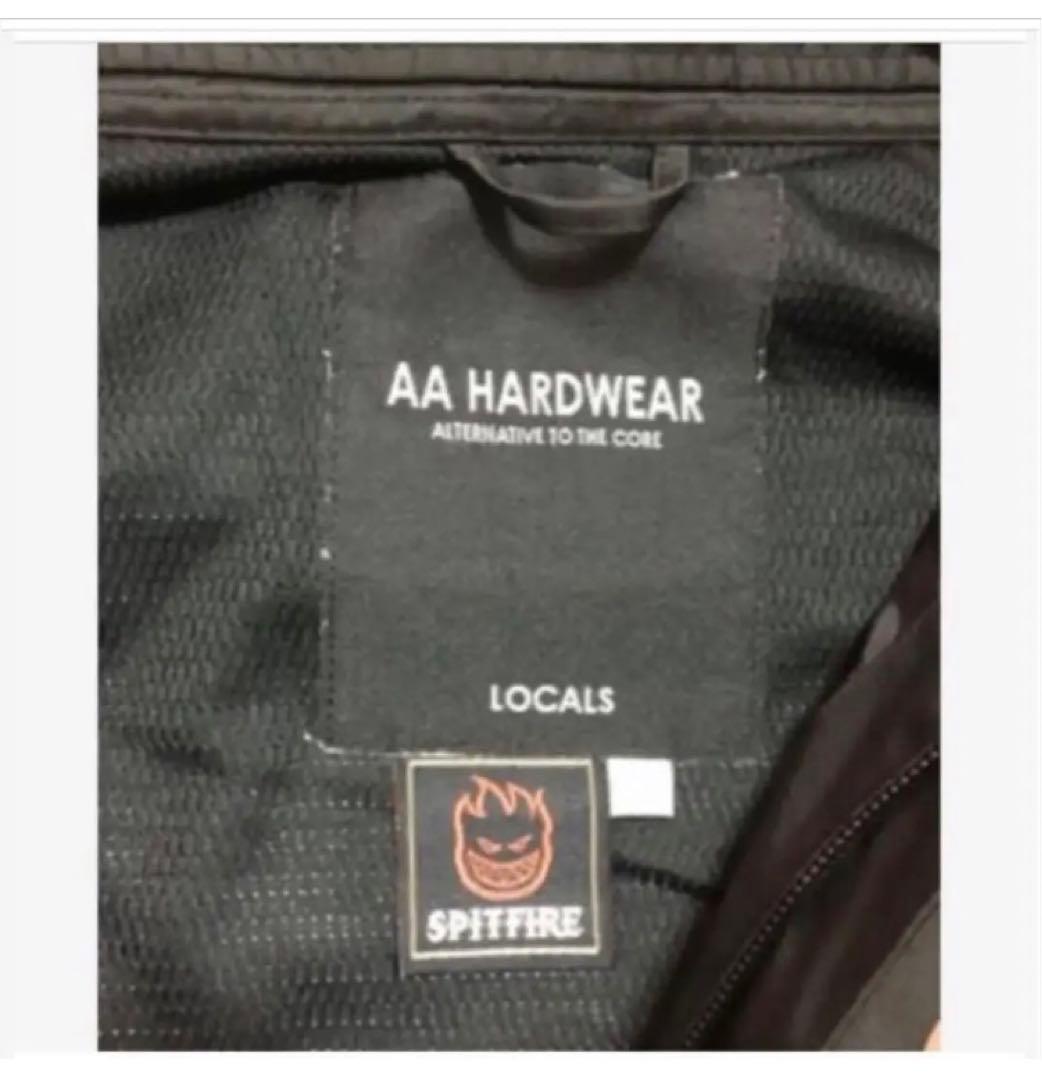 AA HARDWEAR
ALTERNATIVE TO THE CORE
LOCALS
SPITFIRE